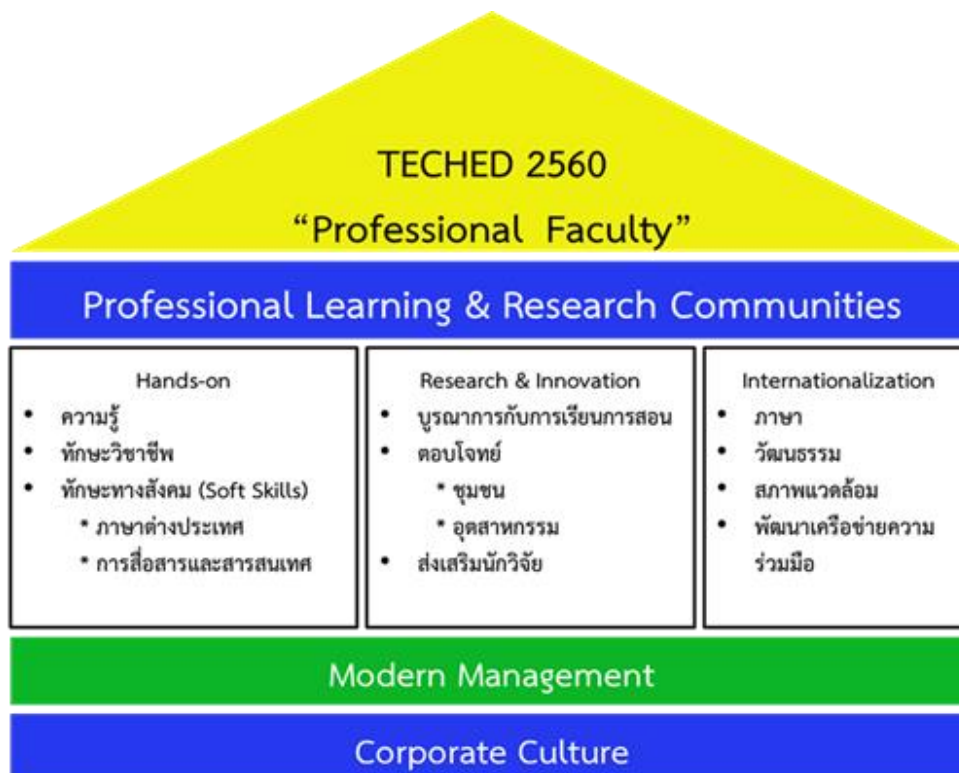 TECHED 2560
“Professional Faculty”
Professional Learning & Research Communities
Hands-on
• ความรู้
• ทักษะวิชาชีพ
• ทักษะทางสังคม (Soft Skills)
* ภาษาต่างประเทศ
* การสื่อสารและสารสนเทศ
Research & Innovation
• บูรณาการกับการเรียนการสอน
• ตอบโจทย์
* ชุมชน
* อุตสาหกรรม
• ส่งเสริมนักวิจัย
Internationalization
• ภาษา
• วัฒนธรรม
• สภาพแวดล้อม
• พัฒนาเครือข่ายความ
ร่วมมือ
Modern Management
Corporate Culture